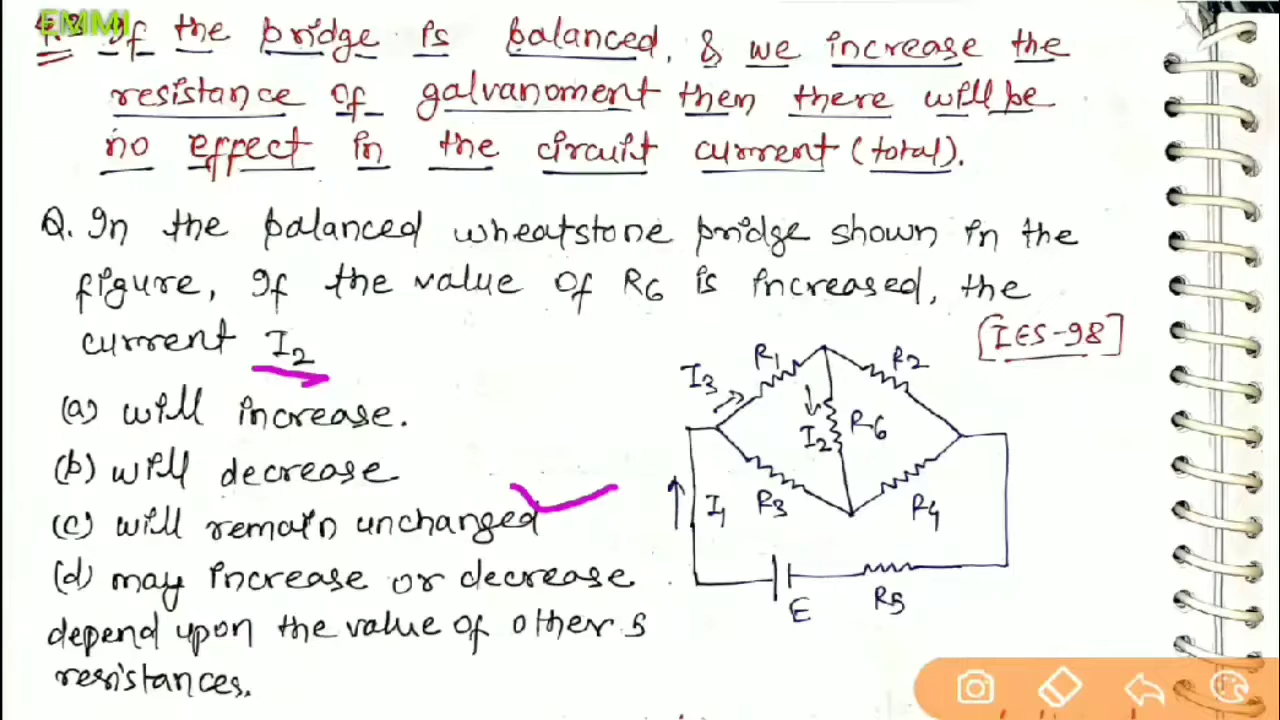 EMMI
If the bridge is balanced, & we increase the
resistance of galvanoment then there will be
no effect in the circuit current (total).
Q. In the balanced wheatstone bridge shown in the
figure, If the value of R6 is increased, the
current I2
[IES-98]
(a) will increase.
(b) will decrease
(c) will remain unchanged
(d) may increase or decrease
depend upon the value of other s
resistances.
R1
R2
I3
I2
R6
R3
R4
I1
E
R5